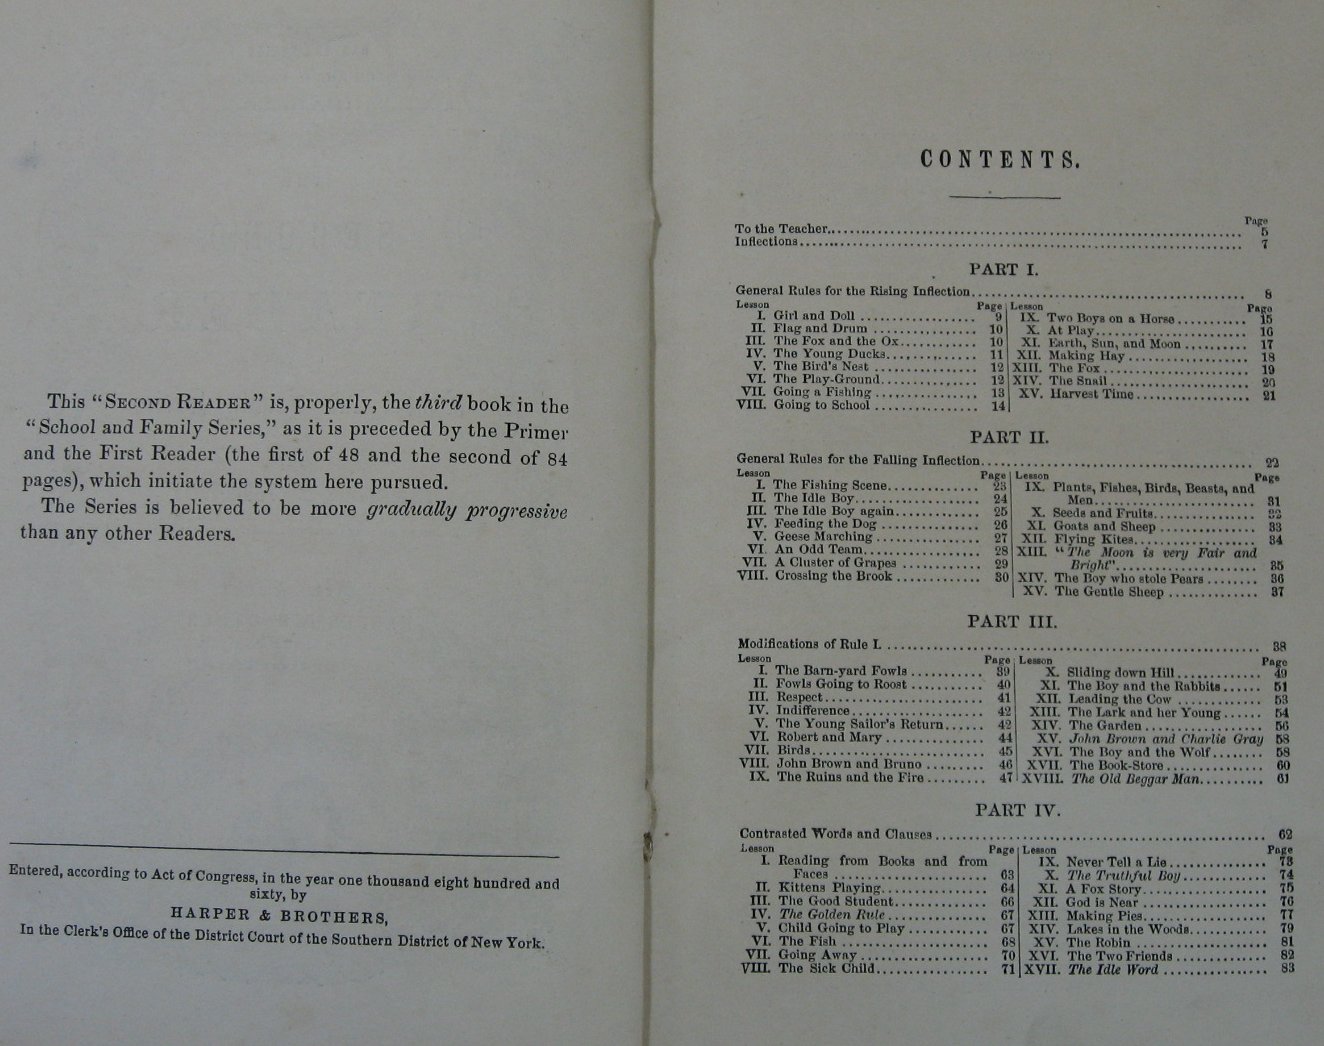 This “Second Reader” is, properly, the third book in the
“School and Family Series,” as it is preceded by the Primer
and the First Reader (the first of 48 and the second of 84
pages), which initiate the system here pursued.
The Series is believed to be more gradually progressive
than any other Readers.
Entered, according to Act of Congress, in the year one thousand eight hundred and
sixty, by
HARPER & BROTHERS,
In the Clerk's Office of the District Court of the Southern District of New York.
CONTENTS.
Page
To the Teacher.............. 5
Inflections.............. 7
PART I.
General Rules for the Rising Inflection.............. 8
Lesson Page
I. Girl and Doll .............. 9
II. Flag and Drum .............. 10
III. The Fox and the Ox.............. 10
IV. The Young Ducks.............. 11
V. The Bird's Nest .............. 12
VI. The Play-Ground.............. 12
VII. Going a Fishing .............. 13
VIII. Going to School .............. 14
Lesson Page
IX. Two Boys on a Horse.............. 15
X. At Play.............. 16
XI. Earth, Sun, and Moon .............. 17
XII. Making Hay .............. 18
XIII. The Fox .............. 19
XIV. The Snail .............. 20
XV. Harvest Time.............. 21
PART II.
General Rules for the Falling Inflection.............. 22
Lesson Page
I. The Fishing Scene.............. 23
II. The Idle Boy.............. 24
III. The Idle Boy again.............. 25
IV. Feeding the Dog .............. 26
V. Geese Marching .............. 27
VI. An Odd Team.............. 28
VII. A Cluster of Grapes .............. 29
VIII. Crossing the Brook .............. 30
Lesson Page
IX. Plants, Fishes, Birds, Beasts, and
Men.............. 31
X. Seeds and Fruits.............. 32
XI. Goats and Sheep .............. 33
XII. Flying Kites.............. 34
XIII. “The Moon is very Fair and
Bright”.............. 35
XIV. The Boy who stole Pears ........ 36
XV. The Gentle Sheep .............. 37
PART III.
Modifications of Rule I. .............. 38
Lesson Page
I. The Barn-yard Fowls .............. 39
II. Fowls Going to Roost .............. 40
III. Respect.............. 41
IV. Indifference.............. 42
V. The Young Sailor's Return...... 42
VI. Robert and Mary .............. 44
VII. Birds.............. 45
VIII. John Brown and Bruno ......... 46
IX. The Ruins and the Fire ......... 47
Lesson Page
X. Sliding down Hill .............. 49
XI. The Boy and the Rabbits...... 51
XII. Leading the Cow .............. 53
XIII. The Lark and her Young ...... 54
XIV. The Garden .............. 56
XV. John Brown and Charlie Gray 58
XVI. The Boy and the Wolf........ 58
XVII. The Book-Store.............. 60
XVIII. The Old Beggar Man.......... 61
PART IV.
Contrasted Words and Clauses .............. 62
Lesson Page
I. Reading from Books and from
Faces .............. 63
II. Kittens Playing.............. 64
III. The Good Student.............. 66
IV. The Golden Rule .............. 67
V. Child Going to Play ........... 67
VI. The Fish .............. 68
VII. Going Away .............. 70
VIII. The Sick Child.............. 71
Lesson Page
IX. Never Tell a Lie.............. 73
X. The Truthful Boy.............. 74
XI. A Fox Story.............. 75
XII. God is Near .............. 76
XIII. Making Pies.............. 77
XIV. Lakes in the Woods.............. 79
XV. The Robin .............. 81
XVI. The Two Friends .............. 82
XVII. The Idle Word .............. 83